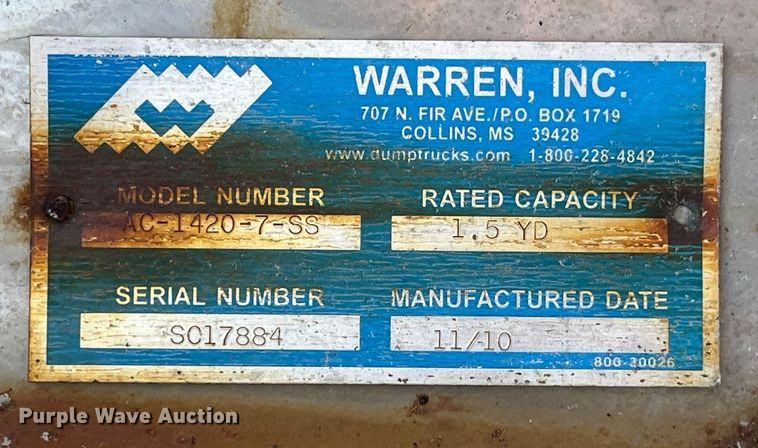 WARREN, INC.
707 N. FIR AVE./P.O. BOX 1719
COLLINS, MS 39428
www.dumptrucks.com 1-800-228-4842
MODEL NUMBER RATED CAPACITY
AC-1420-7-SS 1.5 YD
SERIAL NUMBER MANUFACTURED DATE
SC17884 11/10
800-10026
Purple Wave Auction